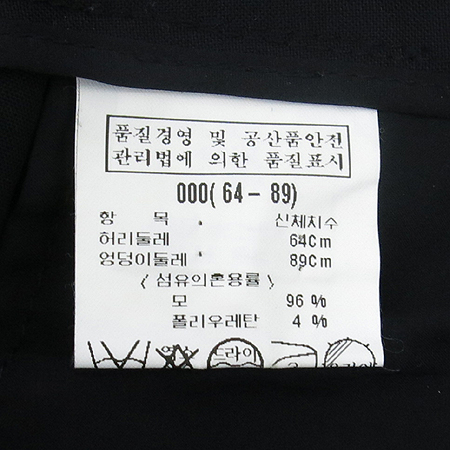 품질경영 및 공산품안전
관리법에 의한 품질표시
000(64-89)
항 목 신체치수
허리둘레 64Cm
엉덩이둘레 89Cm
〈 섬유의혼용률 〉
모 96 %
폴리우레탄 4 %
드라이